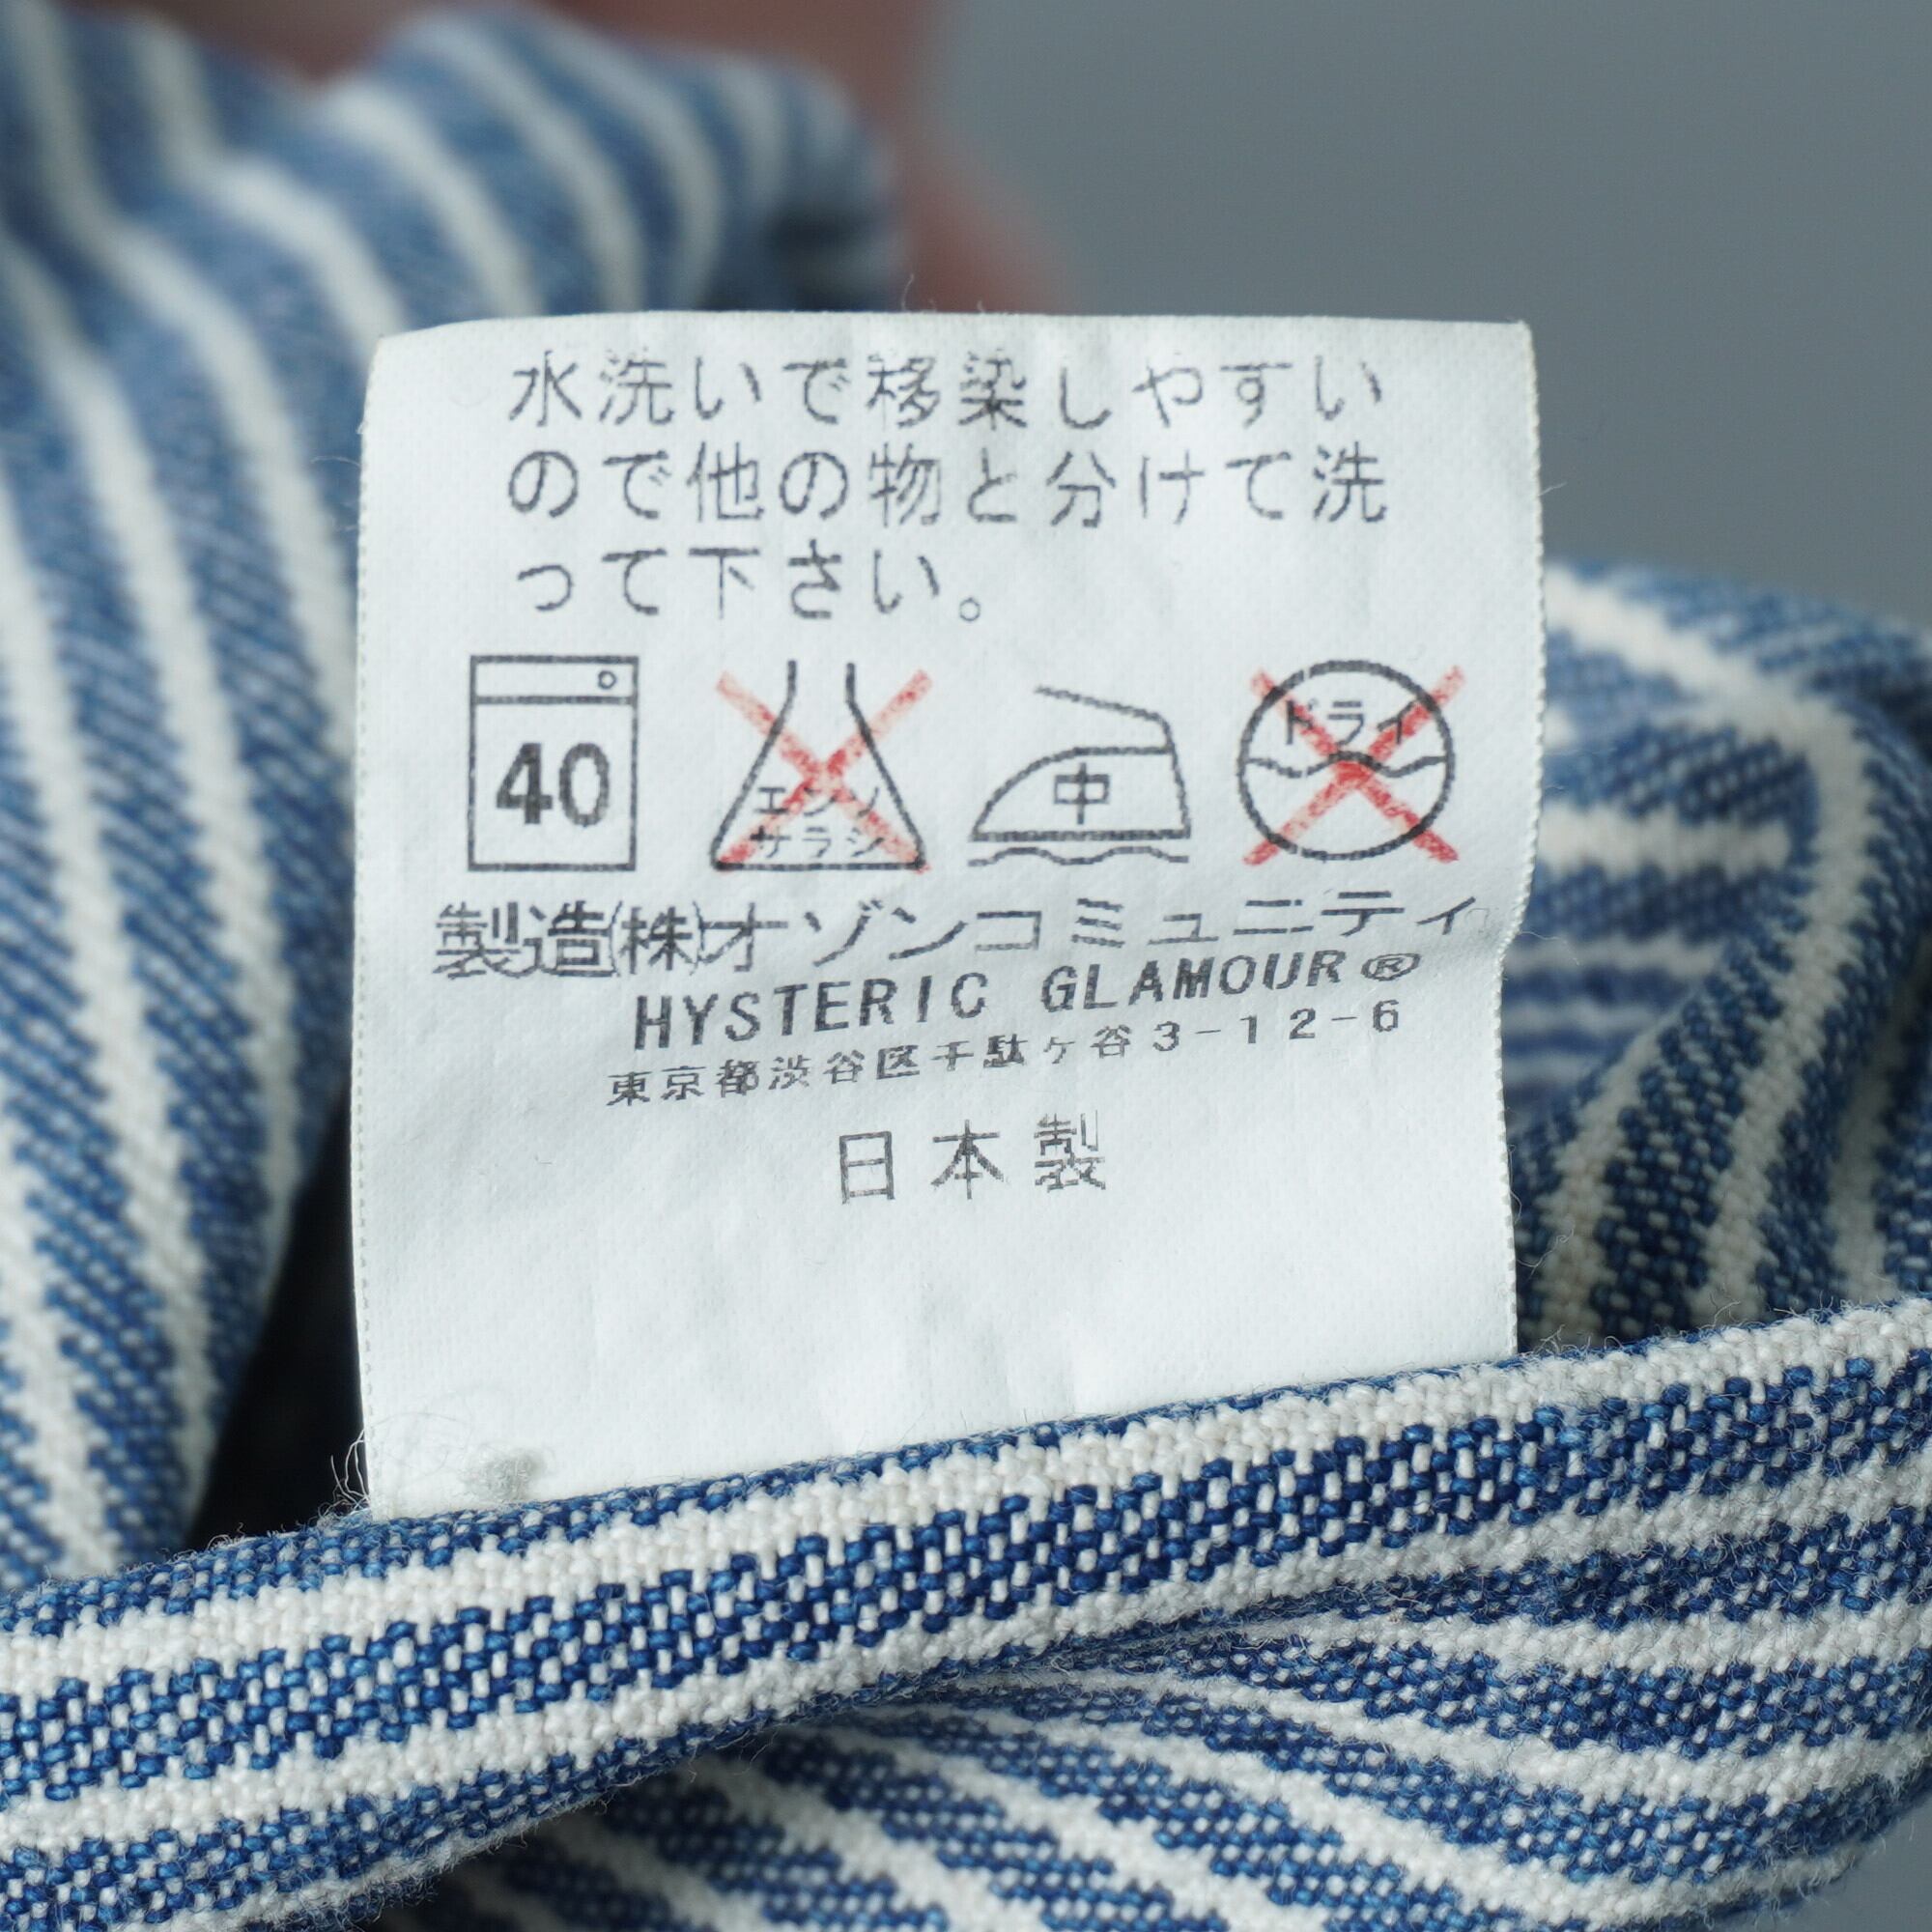 水洗いで移染しやすい
ので他の物と分けて洗
って下さい。
40
エンソ
サラシ
中
ドライ
製造(株)オゾンコミュニティ
HYSTERIC GLAMOUR®
東京都渋谷区千駄ヶ谷3-12-6
日本製